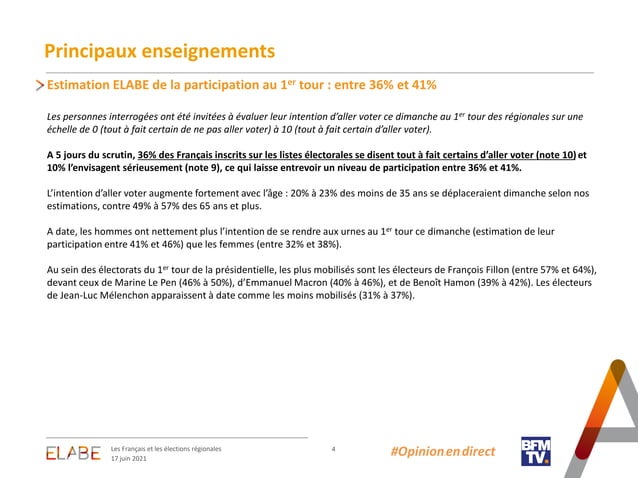 Principaux enseignements
Estimation ELABE de la participation au 1er tour : entre 36% et 41%
Les personnes interrogées ont été invitées à évaluer leur intention d'aller voter ce dimanche au 1er tour des régionales sur une
échelle de 0 (tout à fait certain de ne pas aller voter) à 10 (tout à fait certain d'aller voter).
A 5 jours du scrutin, 36% des Français inscrits sur les listes électorales se disent tout à fait certains d'aller voter (note 10) et
10% l'envisagent sérieusement (note 9), ce qui laisse entrevoir un niveau de participation entre 36% et 41%.
L'intention d'aller voter augmente fortement avec l'âge : 20% à 23% des moins de 35 ans se déplaceraient dimanche selon nos
estimations, contre 49% à 57% des 65 ans et plus.
A date, les hommes ont nettement plus l'intention de se rendre aux urnes au 1er tour ce dimanche (estimation de leur
participation entre 41% et 46%) que les femmes (entre 32% et 38%).
Au sein des électorats du 1er tour de la présidentielle, les plus mobilisés sont les électeurs de François Fillon (entre 57% et 64%),
devant ceux de Marine Le Pen (46% à 50%), d'Emmanuel Macron (40% à 46%), et de Benoît Hamon (39% à 42%). Les électeurs
de Jean-Luc Mélenchon apparaissent à date comme les moins mobilisés (31% à 37%).
ELABE
Les Français et les élections régionales
17 juin 2021
4
#Opinion en direct
BFM
TV.